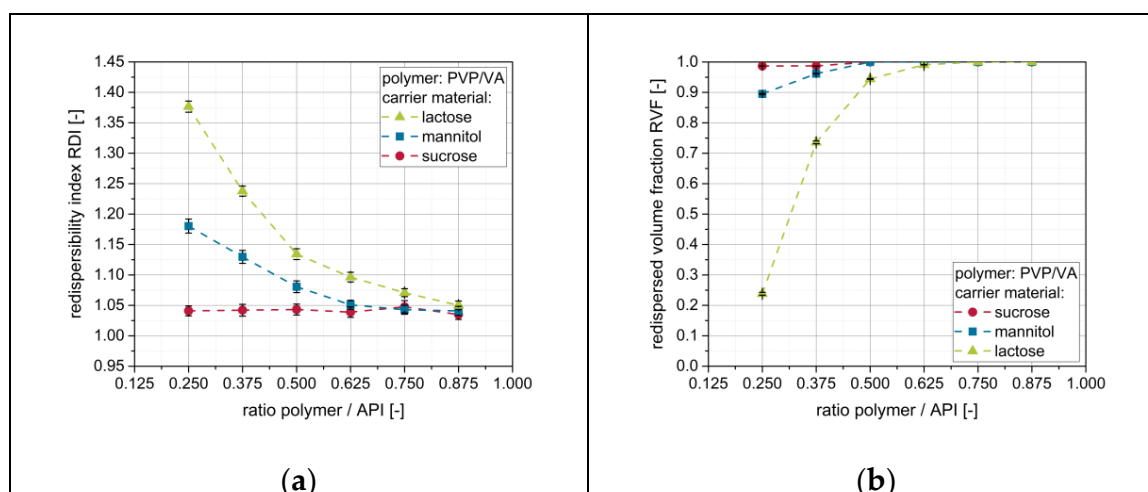 1.45
1.40
1.35
1.30
1.25
1.20
1.15
1.10
1.05
1.00
0.95
redispersibility index RDI [-]
polymer: PVP/VA
carrier material:
lactose
mannitol
sucrose
0.125 0.250 0.375 0.500 0.625 0.750 0.875 1.000
ratio polymer / API [-]
(a)
1.0
0.9
0.8
0.7
0.6
0.5
0.4
0.3
0.2
0.1
0.0
redispersed volume fraction RVF [-]
polymer: PVP/VA
carrier material:
sucrose
mannitol
lactose
0.125 0.250 0.375 0.500 0.625 0.750 0.875 1.000
ratio polymer / API [-]
(b)